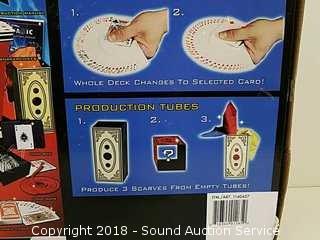 1.
2.
WHOLE DECK CHANGES TO SELECTED CARD!
PRODUCTION TUBES
1.
2.
3.
?
PRODUCE 3 SCARVES FROM EMPTY TUBES!
Copyright 2018 - Sound Auction Service